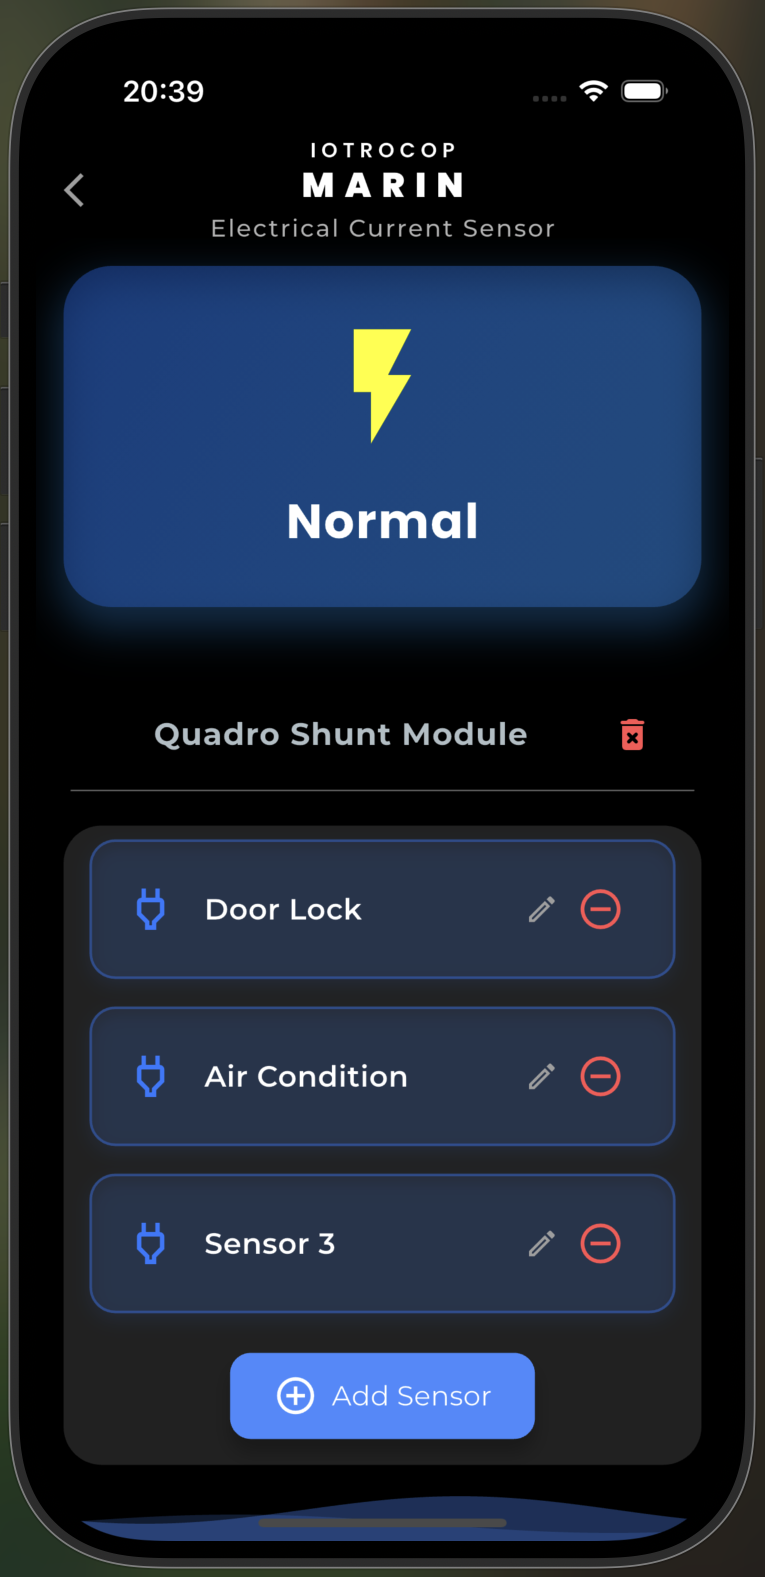 20:39
IOTROCOP
MARIN
Electrical Current Sensor
Normal
Quadro Shunt Module
Door Lock
Air Condition
Sensor 3
Add Sensor